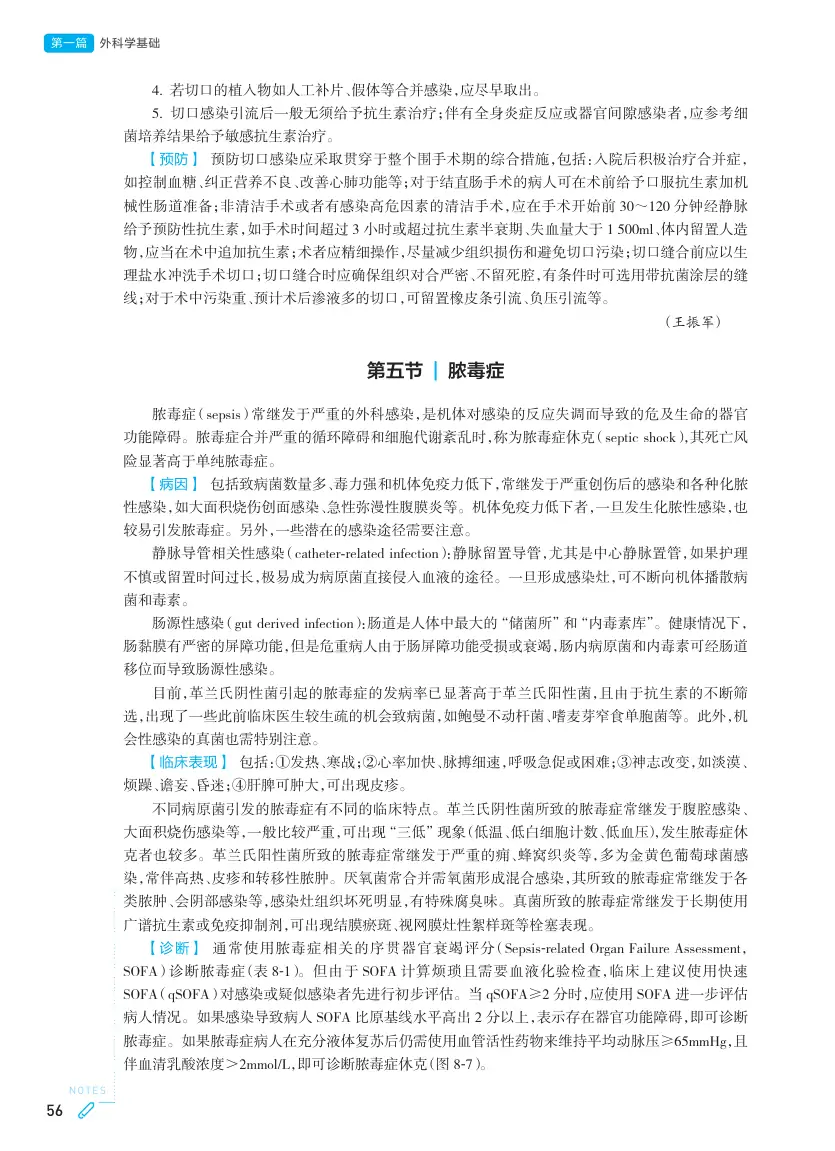 第一篇 外科学基础
4. 若切口的植入物如人工补片、假体等合并感染,应尽早取出。
5. 切口感染引流后一般无须给予抗生素治疗;伴有全身炎症反应或器官间隙感染者,应参考细
菌培养结果给予敏感抗生素治疗。
【预防】 预防切口感染应采取贯穿于整个围手术期的综合措施,包括:入院后积极治疗合并症,
如控制血糖、纠正营养不良、改善心肺功能等;对于结直肠手术的病人可在术前给予口服抗生素加机
械性肠道准备;非清洁手术或者有感染高危因素的清洁手术,应在手术开始前 30～120 分钟经静脉
给予预防性抗生素,如手术时间超过 3 小时或超过抗生素半衰期、失血量大于 1 500ml、体内留置人造
物,应当在术中追加抗生素;术者应精细操作,尽量减少组织损伤和避免切口污染;切口缝合前应以生
理盐水冲洗手术切口;切口缝合时应确保组织对合严密、不留死腔,有条件时可选用带抗菌涂层的缝
线;对于术中污染重、预计术后渗液多的切口,可留置橡皮条引流、负压引流等。
(王振军)
第五节 | 脓毒症
脓毒症(sepsis)常继发于严重的外科感染,是机体对感染的反应失调而导致的危及生命的器官
功能障碍。脓毒症合并严重的循环障碍和细胞代谢紊乱时,称为脓毒症休克(septic shock),其死亡风
险显著高于单纯脓毒症。
【病因】 包括致病菌数量多、毒力强和机体免疫力低下,常继发于严重创伤后的感染和各种化脓
性感染,如大面积烧伤创面感染、急性弥漫性腹膜炎等。机体免疫力低下者,一旦发生化脓性感染,也
较易引发脓毒症。另外,一些潜在的感染途径需要注意。
静脉导管相关性感染(catheter-related infection):静脉留置导管,尤其是中心静脉置管,如果护理
不慎或留置时间过长,极易成为病原菌直接侵入血液的途径。一旦形成感染灶,可不断向机体播散病
菌和毒素。
肠源性感染(gut derived infection):肠道是人体中最大的“储菌所”和“内毒素库”。健康情况下,
肠黏膜有严密的屏障功能,但是危重病人由于肠屏障功能受损或衰竭,肠内病原菌和内毒素可经肠道
移位而导致肠源性感染。
目前,革兰氏阴性菌引起的脓毒症的发病率已显著高于革兰氏阳性菌,且由于抗生素的不断筛
选,出现了一些此前临床医生较生疏的机会致病菌,如鲍曼不动杆菌、嗜麦芽窄食单胞菌等。此外,机
会性感染的真菌也需特别注意。
【临床表现】 包括:①发热、寒战;②心率加快、脉搏细速,呼吸急促或困难;③神志改变,如淡漠、
烦躁、谵妄、昏迷;④肝脾可肿大,可出现皮疹。
不同病原菌引发的脓毒症有不同的临床特点。革兰氏阴性菌所致的脓毒症常继发于腹腔感染、
大面积烧伤感染等,一般比较严重,可出现“三低”现象(低温、低白细胞计数、低血压),发生脓毒症休
克者也较多。革兰氏阳性菌所致的脓毒症常继发于严重的痈、蜂窝织炎等,多为金黄色葡萄球菌感
染,常伴高热、皮疹和转移性脓肿。厌氧菌常合并需氧菌形成混合感染,其所致的脓毒症常继发于各
类脓肿、会阴部感染等,感染灶组织坏死明显,有特殊腐臭味。真菌所致的脓毒症常继发于长期使用
广谱抗生素或免疫抑制剂,可出现结膜瘀斑、视网膜灶性絮样斑等栓塞表现。
【诊断】 通常使用脓毒症相关的序贯器官衰竭评分(Sepsis-related Organ Failure Assessment,
SOFA)诊断脓毒症(表 8-1)。但由于 SOFA 计算烦琐且需要血液化验检查,临床上建议使用快速
SOFA(qSOFA)对感染或疑似感染者先进行初步评估。当 qSOFA≥2 分时,应使用 SOFA 进一步评估
病人情况。如果感染导致病人 SOFA 比原基线水平高出 2 分以上,表示存在器官功能障碍,即可诊断
脓毒症。如果脓毒症病人在充分液体复苏后仍需使用血管活性药物来维持平均动脉压≥65mmHg,且
伴血清乳酸浓度＞2mmol/L,即可诊断脓毒症休克(图 8-7)。
NOTES
56